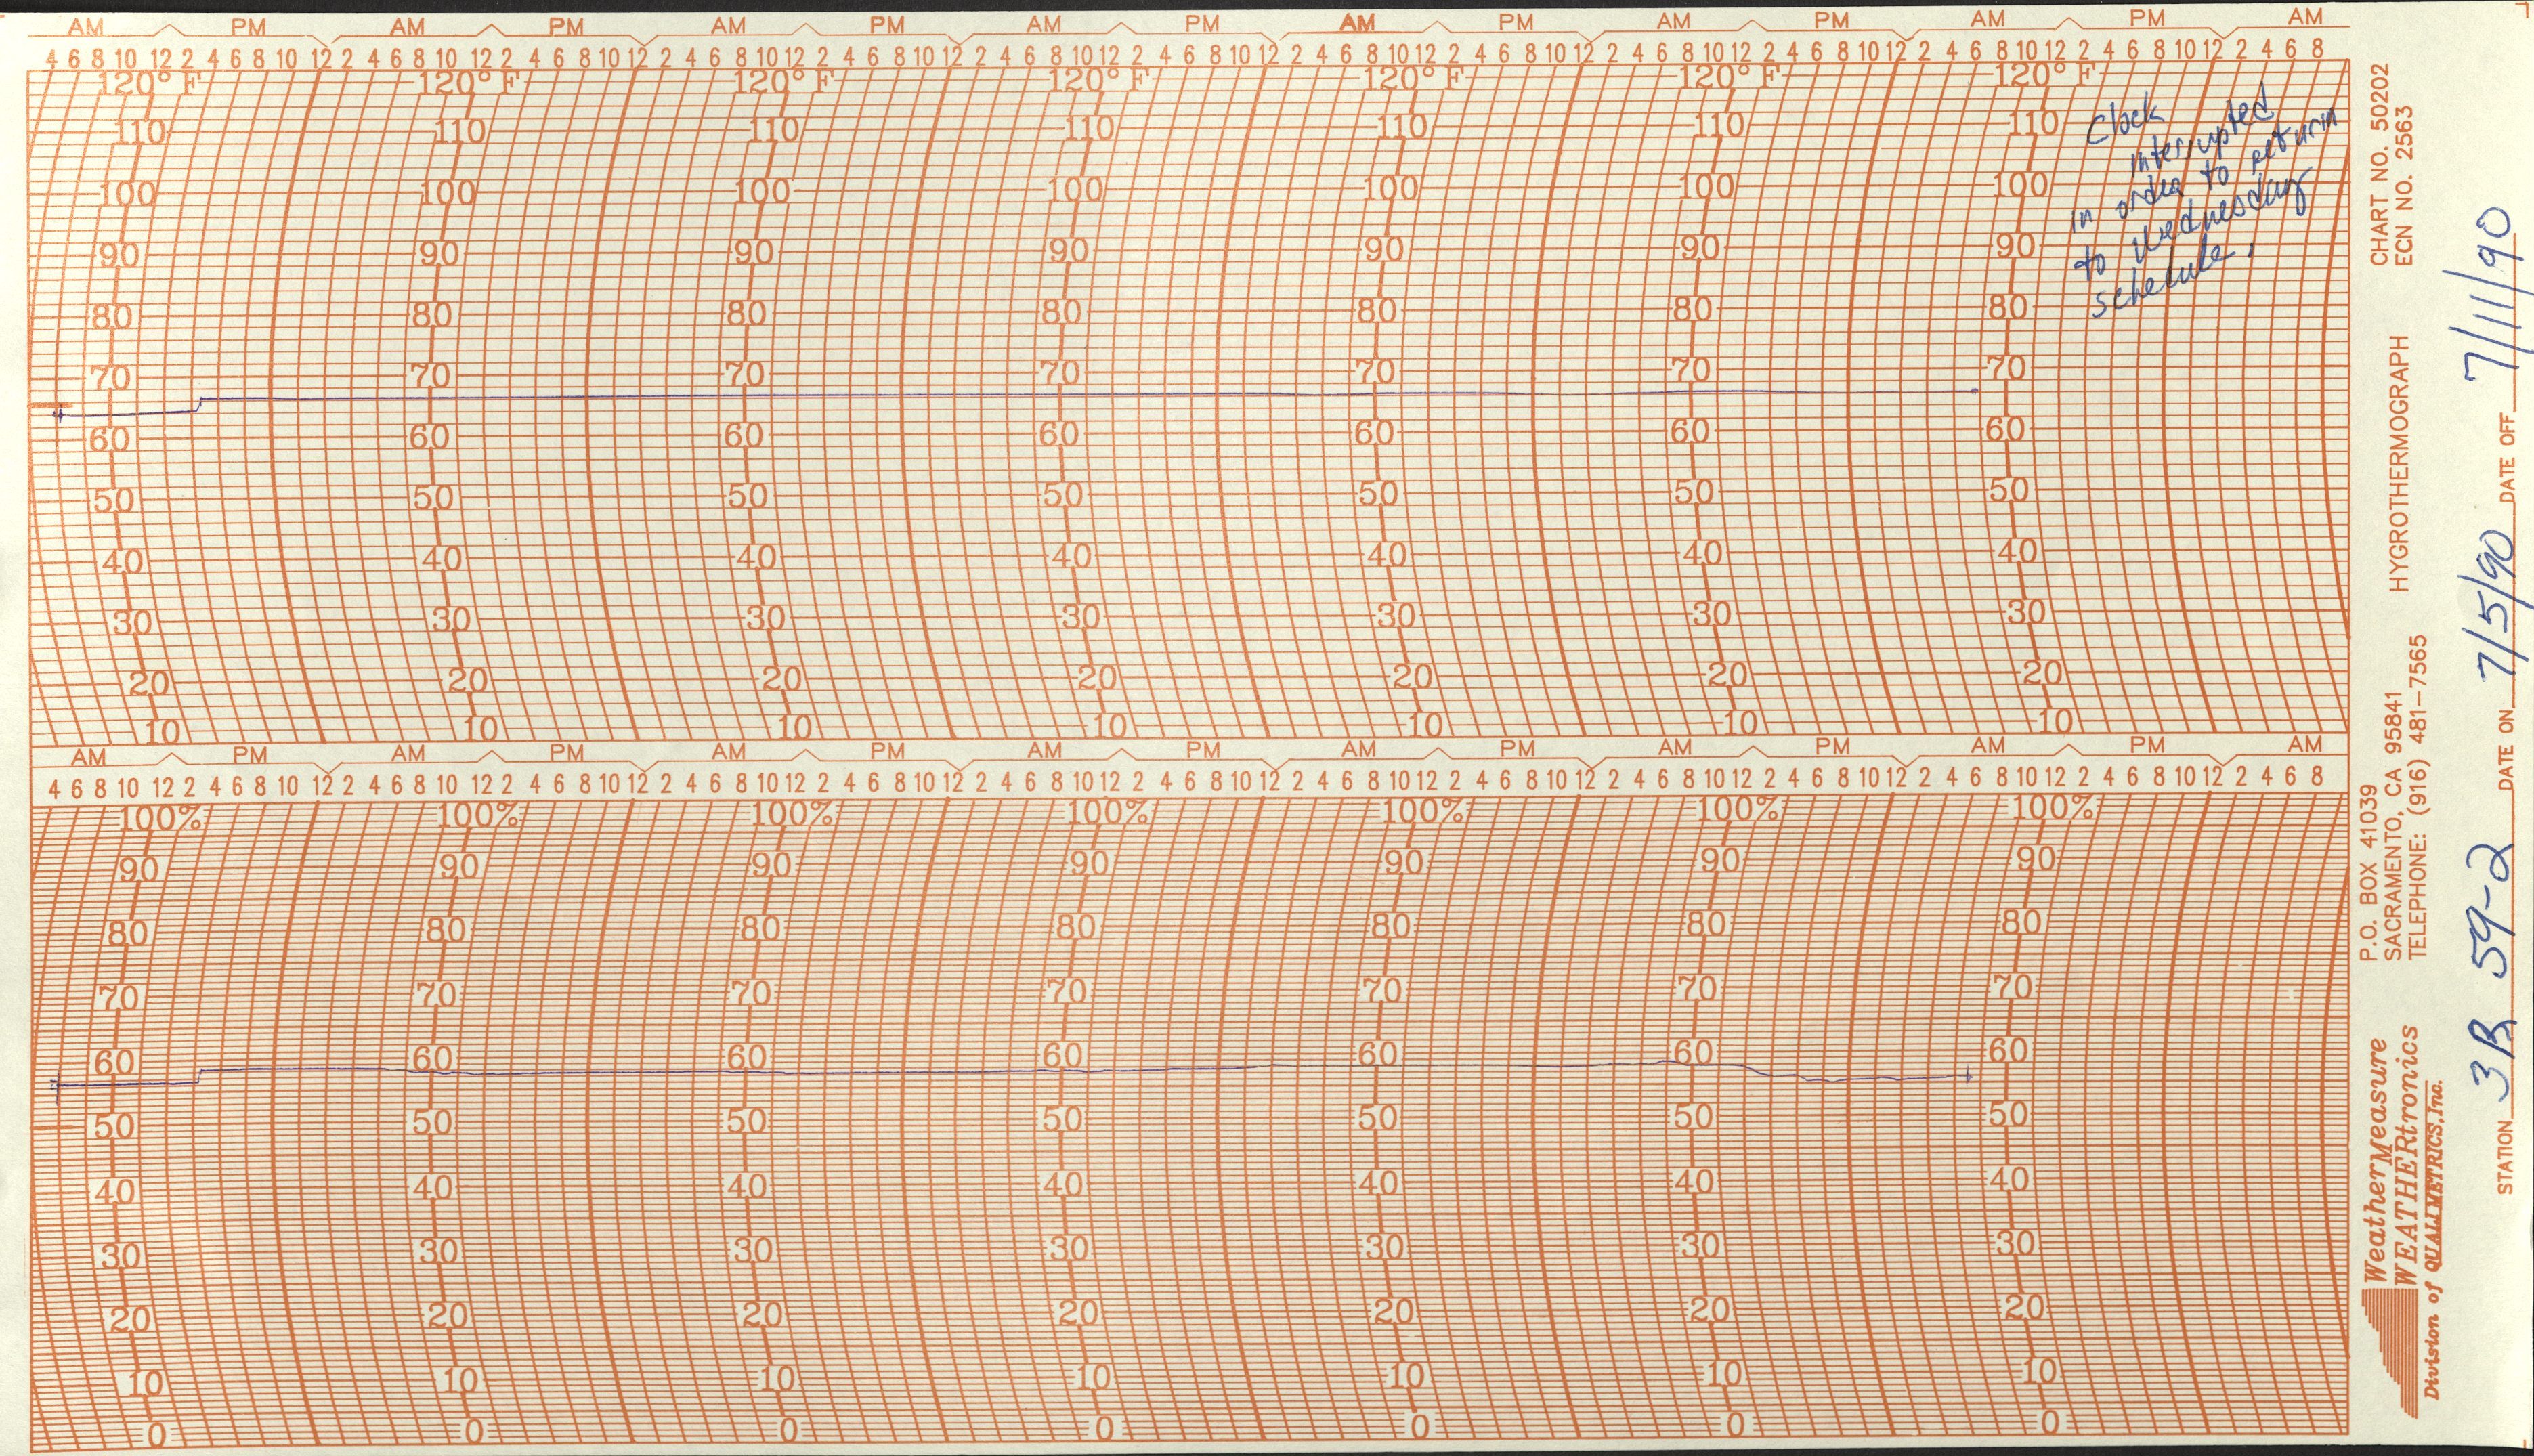 AM PM AM PM AM PM AM PM AM PM AM PM AM PM AM
4 6 8 10 12 2 4 6 8 10 12 2 4 6 8 10 12 2 4 6 8 10 12 2 4 6 8 10 12 2 4 6 8 10 12 2 4 6 8 10 12 2 4 6 8 10 12 2 4 6 8 10 12 2 4 6 8 10 12 2 4 6 8 10 12 2 4 6 8 10 12 2 4 6 8 10 12 2 4 6 8 10 12 2 4 6 8
120° F 120° F 120° F 120° F 120° F 120° F 120° F
110 110 110 110 110 110 110
100 100 100 100 100 100 100
90 90 90 90 90 90 90
80 80 80 80 80 80 80
70 70 70 70 70 70 70
60 60 60 60 60 60 60
50 50 50 50 50 50 50
40 40 40 40 40 40 40
30 30 30 30 30 30 30
20 20 20 20 20 20 20
10 10 10 10 10 10 10
Clock
interrupted
in order to return
to Wednesday
schedule.
AM PM AM PM AM PM AM PM AM PM AM PM AM PM AM
4 6 8 10 12 2 4 6 8 10 12 2 4 6 8 10 12 2 4 6 8 10 12 2 4 6 8 10 12 2 4 6 8 10 12 2 4 6 8 10 12 2 4 6 8 10 12 2 4 6 8 10 12 2 4 6 8 10 12 2 4 6 8 10 12 2 4 6 8 10 12 2 4 6 8 10 12 2 4 6 8 10 12 2 4 6 8
100% 100% 100% 100% 100% 100% 100%
90 90 90 90 90 90 90
80 80 80 80 80 80 80
70 70 70 70 70 70 70
60 60 60 60 60 60 60
50 50 50 50 50 50 50
40 40 40 40 40 40 40
30 30 30 30 30 30 30
20 20 20 20 20 20 20
10 10 10 10 10 10 10
0 0 0 0 0 0 0
WeatherMeasure
WEATHERtronics
Division of QUALIMETRICS, Inc.
P.O. BOX 41039
SACRAMENTO, CA 95841
TELEPHONE: (916) 481-7565
HYGROTHERMOGRAPH
CHART NO. 50202
ECN NO. 2563
STATION 3B 59-2 DATE ON 7/5/90 DATE OFF 7/11/90